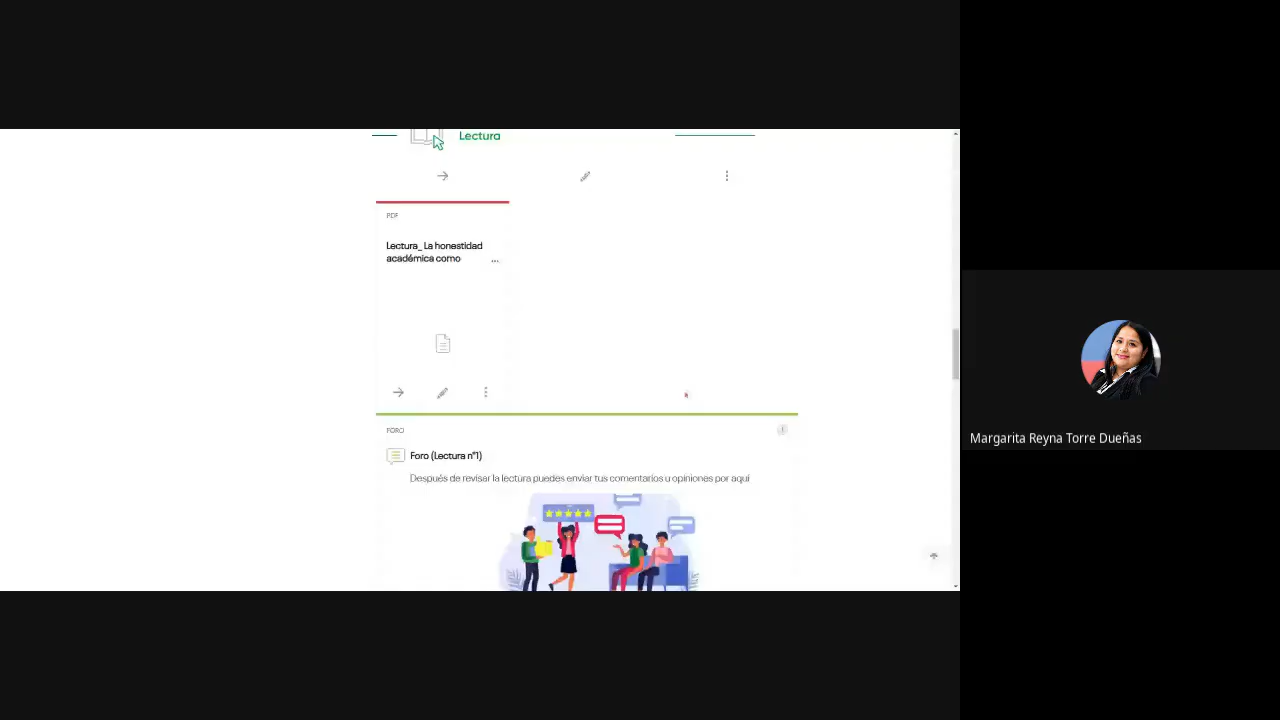 Lectura
PDF
Lectura_ La honestidad
académica como
...
FORO
Foro (Lectura n°1)
Después de revisar la lectura puedes enviar tus comentarios u opiniones por aquí
Margarita Reyna Torre Dueñas